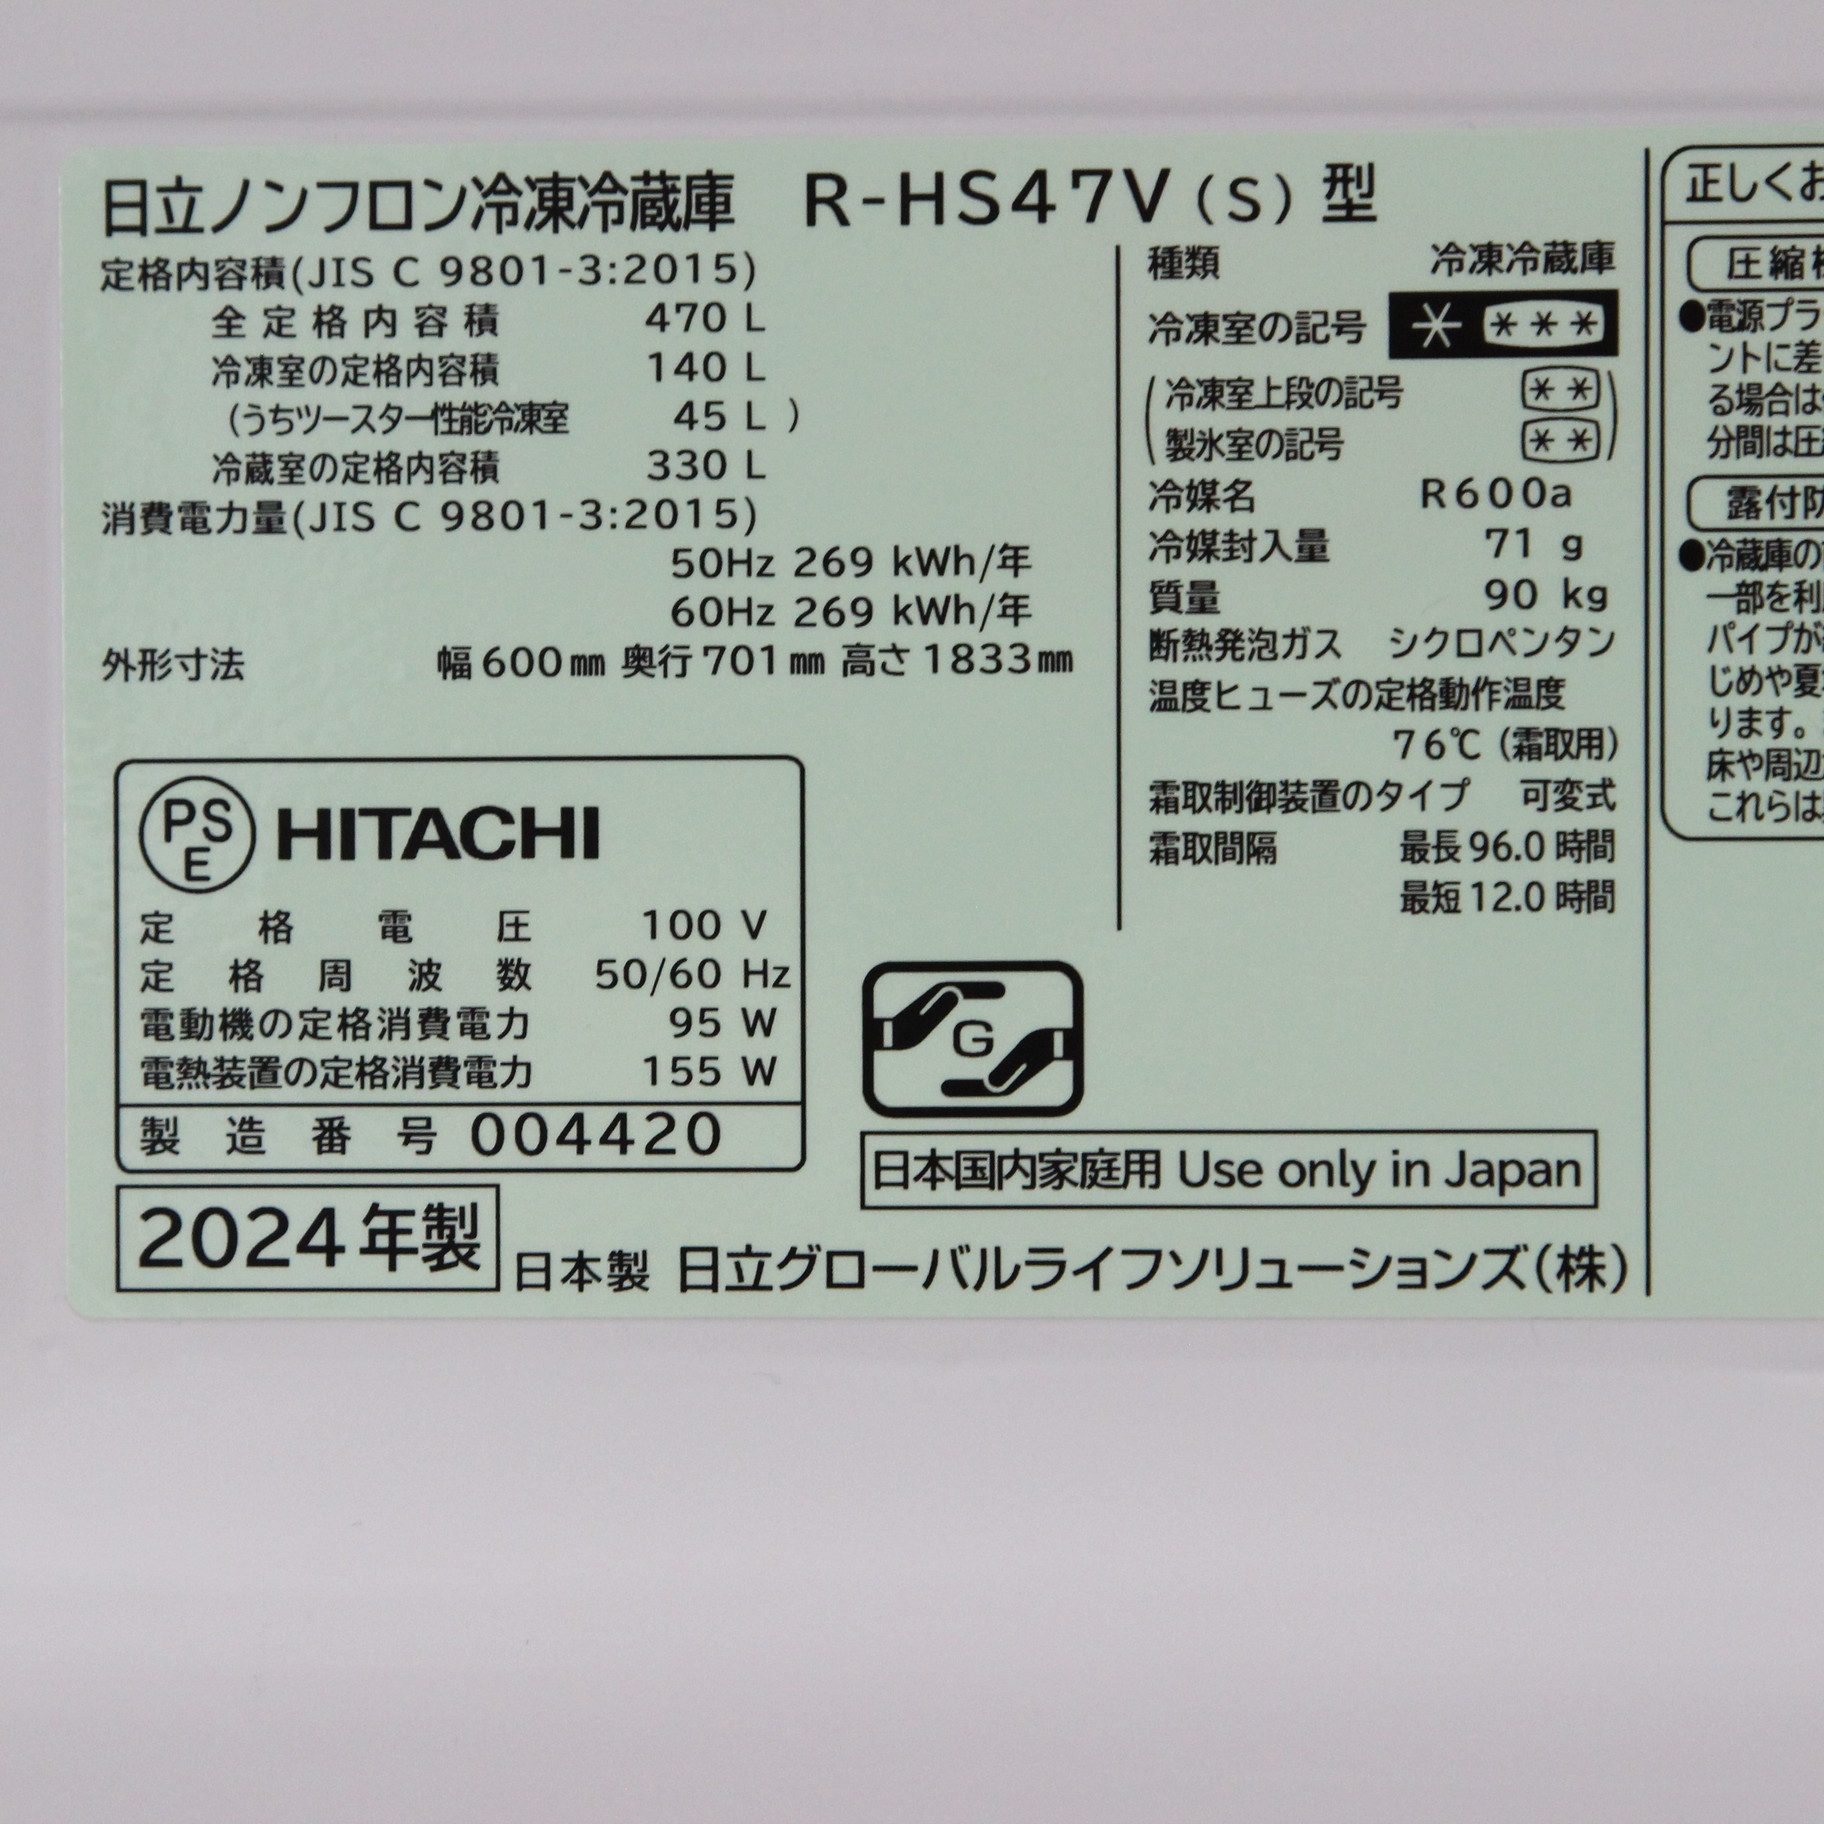 日立ノンフロン冷凍冷蔵庫 R-HS47V(S)型
定格内容積(JIS C 9801-3:2015)
全定格内容積 470 L
冷凍室の定格内容積 140 L
(うちツースター性能冷凍室 45 L )
冷蔵室の定格内容積 330 L
消費電力量(JIS C 9801-3:2015)
50Hz 269 kWh/年
60Hz 269 kWh/年
外形寸法 幅600㎜ 奥行701㎜ 高さ1833㎜
PSE HITACHI
定格電圧 100 V
定格周波数 50/60 Hz
電動機の定格消費電力 95 W
電熱装置の定格消費電力 155 W
製造番号 004420
2024年製
日本製 日立グローバルライフソリューションズ(株)
種類 冷凍冷蔵庫
冷凍室の記号 * ***
(冷凍室上段の記号 **
製氷室の記号 **)
冷媒名 R600a
冷媒封入量 71 g
質量 90 kg
断熱発泡ガス シクロペンタン
温度ヒューズの定格動作温度
76℃(霜取用)
霜取制御装置のタイプ 可変式
霜取間隔 最長96.0時間
最短12.0時間
G
日本国内家庭用 Use only in Japan
正しくお
圧縮
●電源プラ
ントに差
る場合は
分間は圧
露付防
●冷蔵庫の
一部を利
パイプが
じめや夏
ります。
床や周辺
これらは